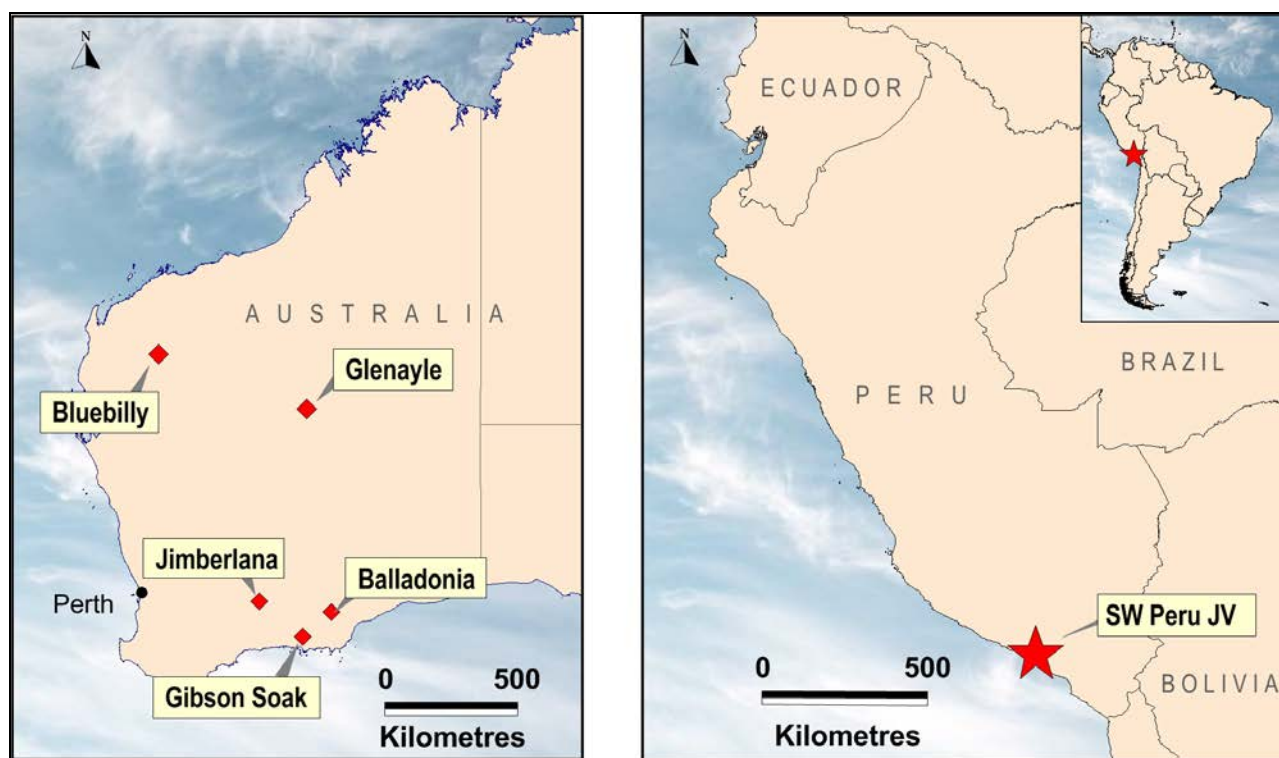 N
AUSTRALIA
Glenayle
Bluebilly
Jimberlana
Balladonia
Perth
Gibson Soak
0 500
Kilometres
N
ECUADOR
BRAZIL
PERU
SW Peru JV
0 500
BOLIVIA
Kilometres